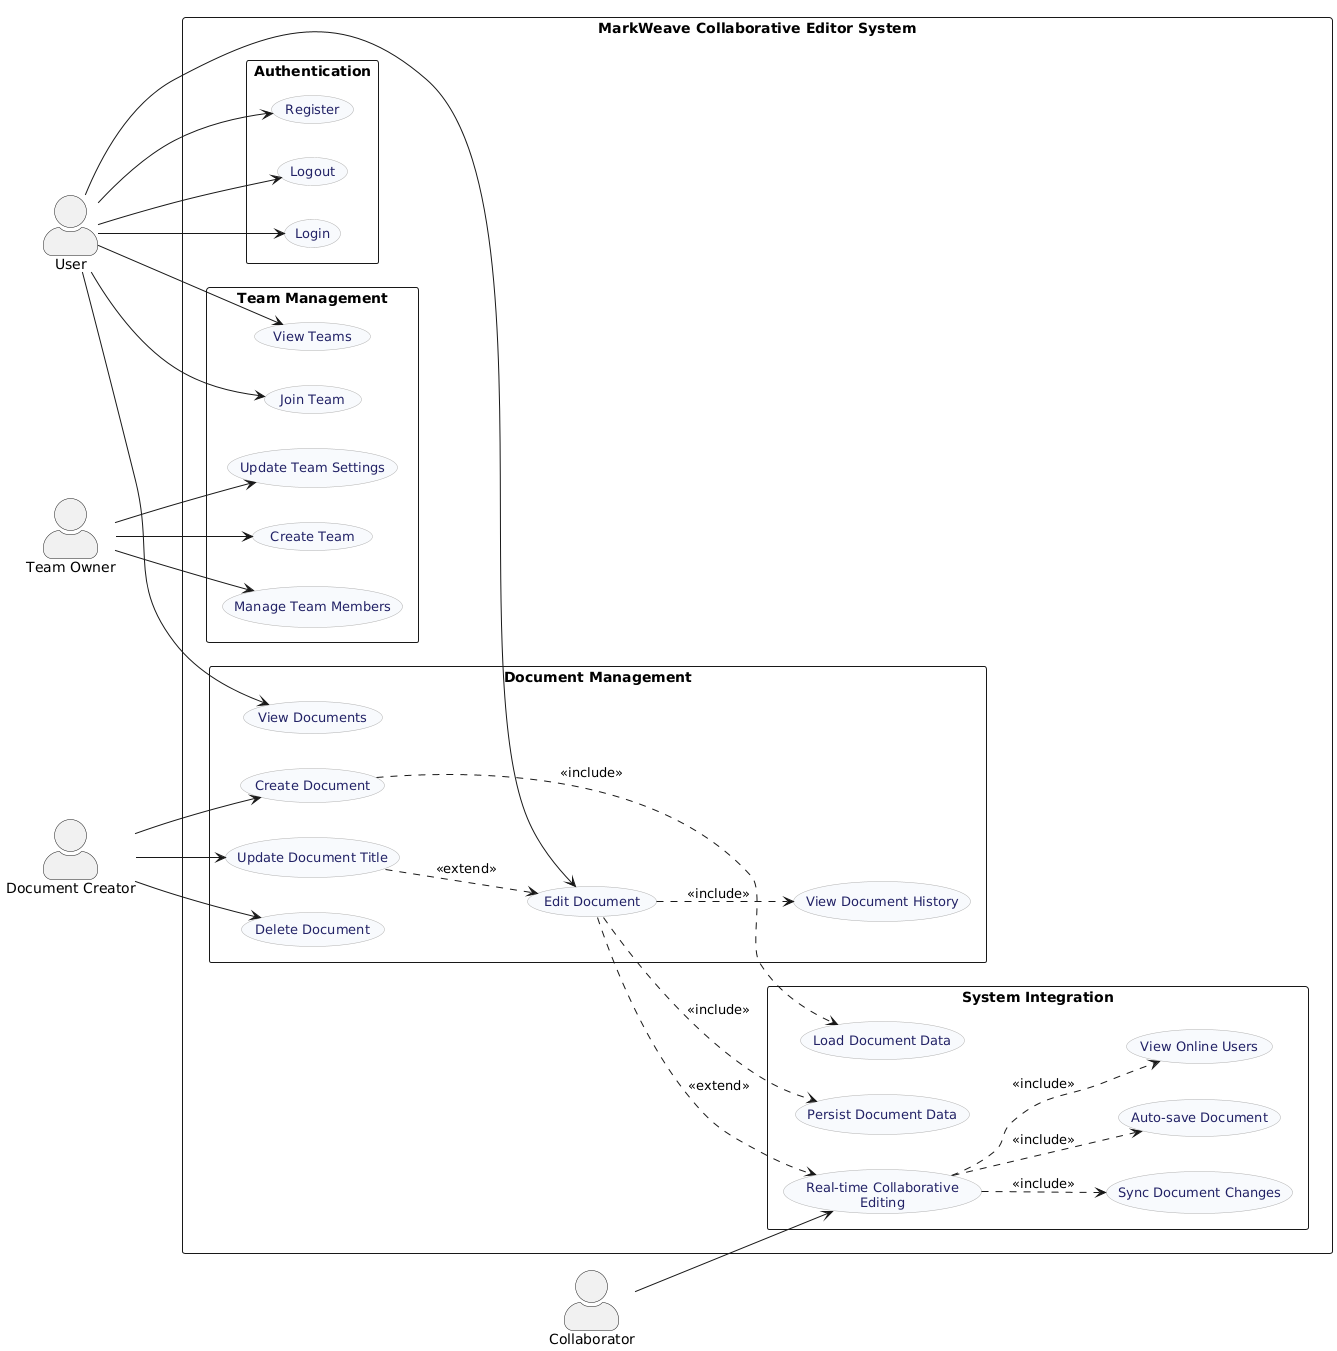 MarkWeave Collaborative Editor System
Authentication
Register
Logout
Login
User
Team Management
View Teams
Join Team
Update Team Settings
Create Team
Manage Team Members
Team Owner
Document Management
View Documents
Create Document
«include»
Update Document Title
«extend»
Edit Document
«include»
View Document History
Delete Document
Document Creator
System Integration
«include»
Load Document Data
View Online Users
«extend»
«include»
Persist Document Data
Auto-save Document
«include»
Real-time Collaborative
Editing
«include»
Sync Document Changes
Collaborator